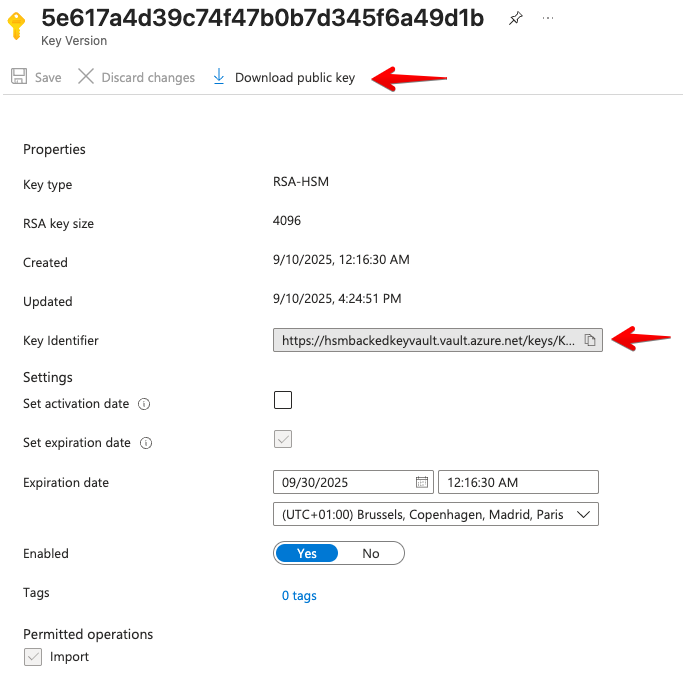 5e617a4d39c74f47b0b7d345f6a49d1b
Key Version
Save Discard changes Download public key
Properties
Key type RSA-HSM
RSA key size 4096
Created 9/10/2025, 12:16:30 AM
Updated 9/10/2025, 4:24:51 PM
Key Identifier https://hsmbackedkeyvault.vault.azure.net/keys/K...
Settings
Set activation date
Set expiration date
Expiration date 09/30/2025 12:16:30 AM
(UTC+01:00) Brussels, Copenhagen, Madrid, Paris
Enabled Yes No
Tags 0 tags
Permitted operations
Import